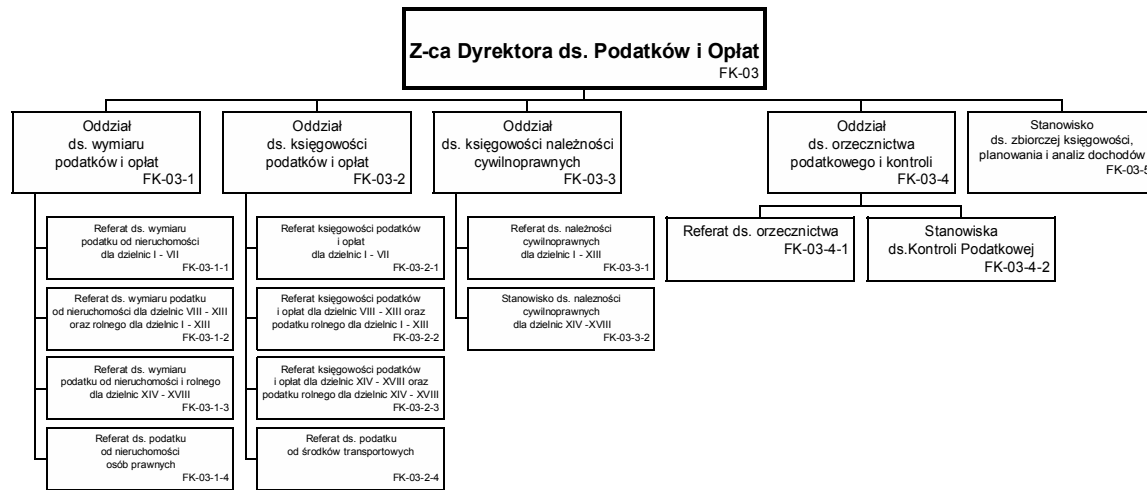 Z-ca Dyrektora ds. Podatków i Opłat
FK-03
Oddział
ds. wymiaru
podatków i opłat
FK-03-1
Oddział
ds. księgowości
podatków i opłat
FK-03-2
Oddział
ds. księgowości należności
cywilnoprawnych
FK-03-3
Oddział
ds. orzecznictwa
podatkowego i kontroli
FK-03-4
Stanowisko
ds. zbiorczej księgowości,
planowania i analiz dochodów
FK-03-5
Referat ds. wymiaru
podatku od nieruchomości
dla dzielnic I - VII
FK-03-1-1
Referat ds. wymiaru podatku
od nieruchomości dla dzielnic VIII - XIII
oraz rolnego dla dzielnic I - XIII
FK-03-1-2
Referat ds. wymiaru
podatku od nieruchomości i rolnego
dla dzielnic XIV - XVIII
FK-03-1-3
Referat ds. podatku
od nieruchomości
osób prawnych
FK-03-1-4
Referat księgowości podatków
i opłat
dla dzielnic I - VII
FK-03-2-1
Referat księgowości podatków
i opłat dla dzielnic VIII - XIII oraz
podatku rolnego dla dzielnic I - XIII
FK-03-2-2
Referat księgowości podatków
i opłat dla dzielnic XIV - XVIII oraz
podatku rolnego dla dzielnic XIV - XVIII
FK-03-2-3
Referat ds. podatku
od środków transportowych
FK-03-2-4
Referat ds. należności
cywilnoprawnych
dla dzielnic I - XIII
FK-03-3-1
Stanowisko ds. nalezności
cywilnoprawnych
dla dzielnic XIV -XVIII
FK-03-3-2
Referat ds. orzecznictwa
FK-03-4-1
Stanowiska
ds.Kontroli Podatkowej
FK-03-4-2